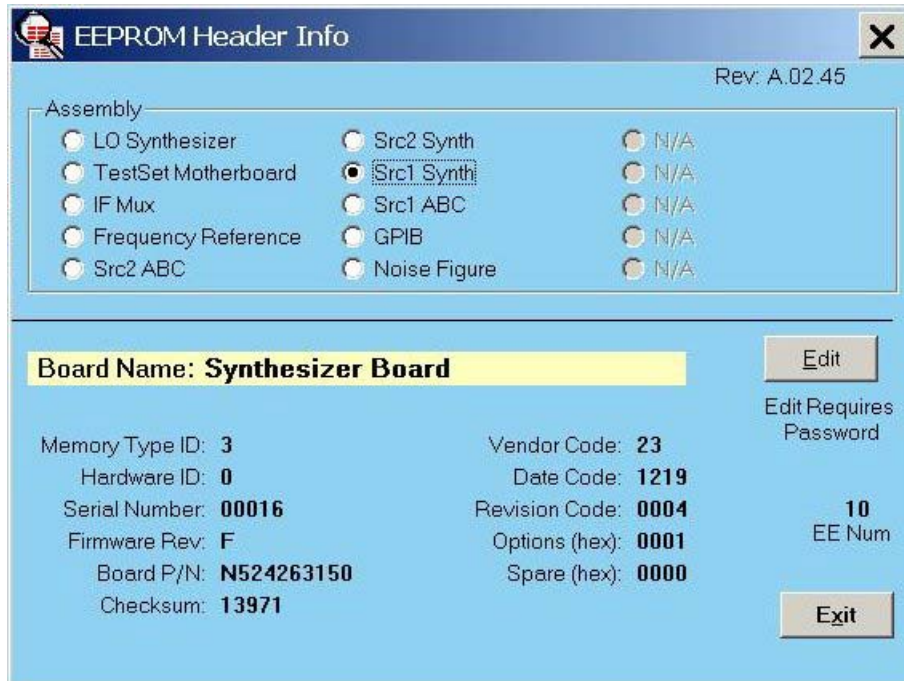 EEPROM Header Info
Rev: A.02.45
Assembly
LO Synthesizer
TestSet Motherboard
IF Mux
Frequency Reference
Src2 ABC
Src2 Synth
Src1 Synth
Src1 ABC
GPIB
Noise Figure
N/A
N/A
N/A
N/A
N/A
Board Name: Synthesizer Board
Edit
Edit Requires
Password
Memory Type ID: 3
Hardware ID: 0
Serial Number: 00016
Firmware Rev: F
Board P/N: N524263150
Checksum: 13971
Vendor Code: 23
Date Code: 1219
Revision Code: 0004
Options (hex): 0001
Spare (hex): 0000
10
EE Num
Exit